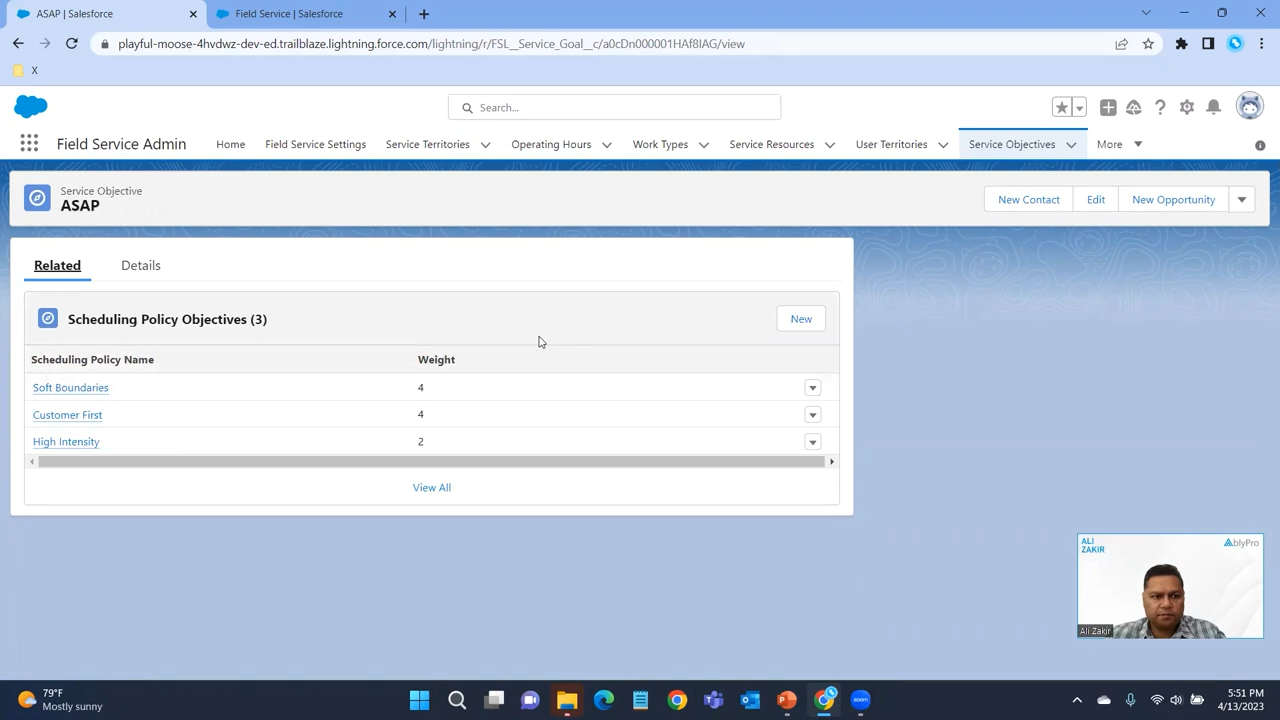 ASAP | Salesforce
Field Service | Salesforce
playful-moose-4hvdwz-dev-ed.trailblaze.lightning.force.com/lightning/r/FSL__Service_Goal__c/a0cDn000001HAf8IAG/view
X
Search...
Field Service Admin
Home
Field Service Settings
Service Territories
Operating Hours
Work Types
Service Resources
User Territories
Service Objectives
More
Service Objective
ASAP
New Contact
Edit
New Opportunity
Related
Details
Scheduling Policy Objectives (3)
New
Scheduling Policy Name
Weight
Soft Boundaries
4
Customer First
4
High Intensity
2
View All
ALI
ZAKIR
AblyPro
Ali Zakir
79°F
Mostly sunny
zoom
5:51 PM
4/13/2023